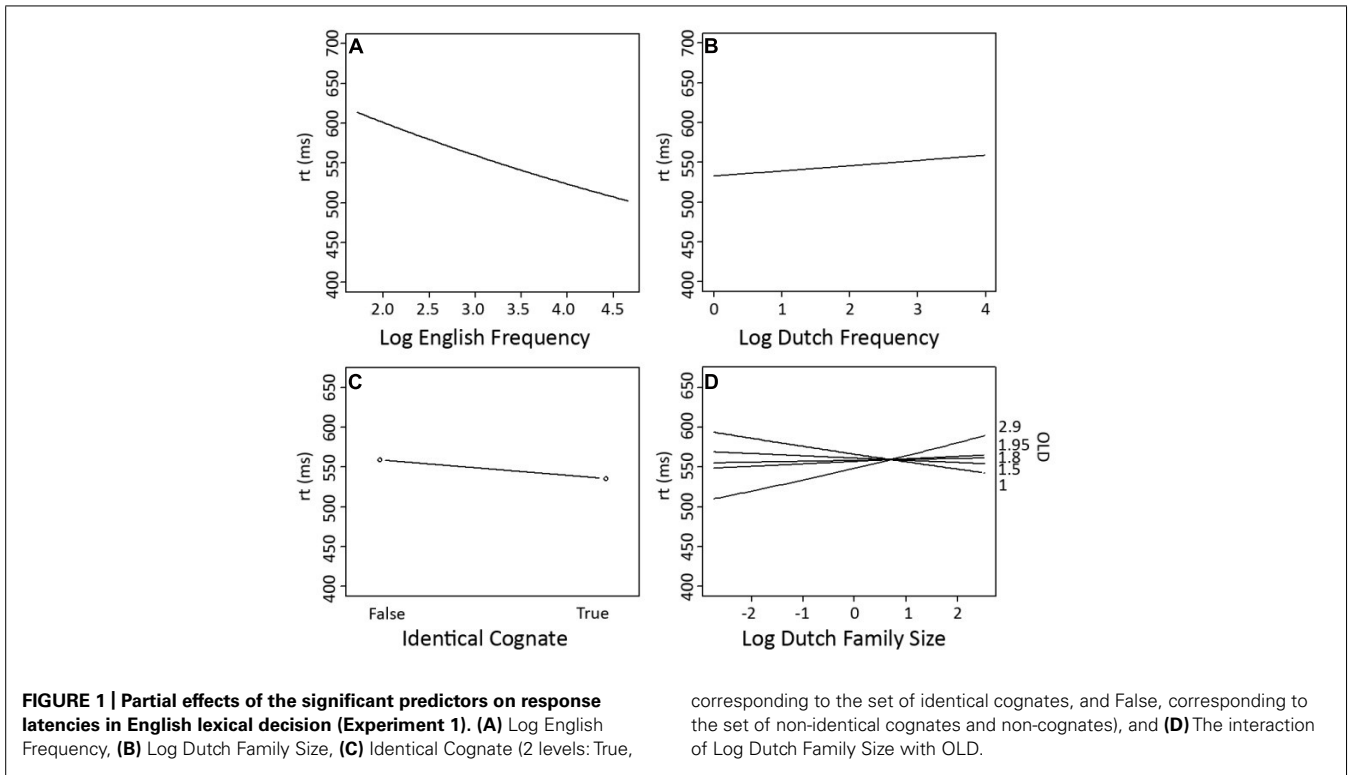 A
700
650
600
550
500
450
400
rt (ms)
2.0 2.5 3.0 3.5 4.0 4.5
Log English Frequency
B
700
650
600
550
500
450
400
rt (ms)
0 1 2 3 4
Log Dutch Frequency
C
650
600
550
500
450
400
rt (ms)
False True
Identical Cognate
D
650
600
550
500
450
400
rt (ms)
-2 -1 0 1 2
Log Dutch Family Size
2.9
1.95
1.8
1.5
1
OLD
FIGURE 1 | Partial effects of the significant predictors on response
latencies in English lexical decision (Experiment 1). (A) Log English
Frequency, (B) Log Dutch Family Size, (C) Identical Cognate (2 levels: True,
corresponding to the set of identical cognates, and False, corresponding to
the set of non-identical cognates and non-cognates), and (D) The interaction
of Log Dutch Family Size with OLD.